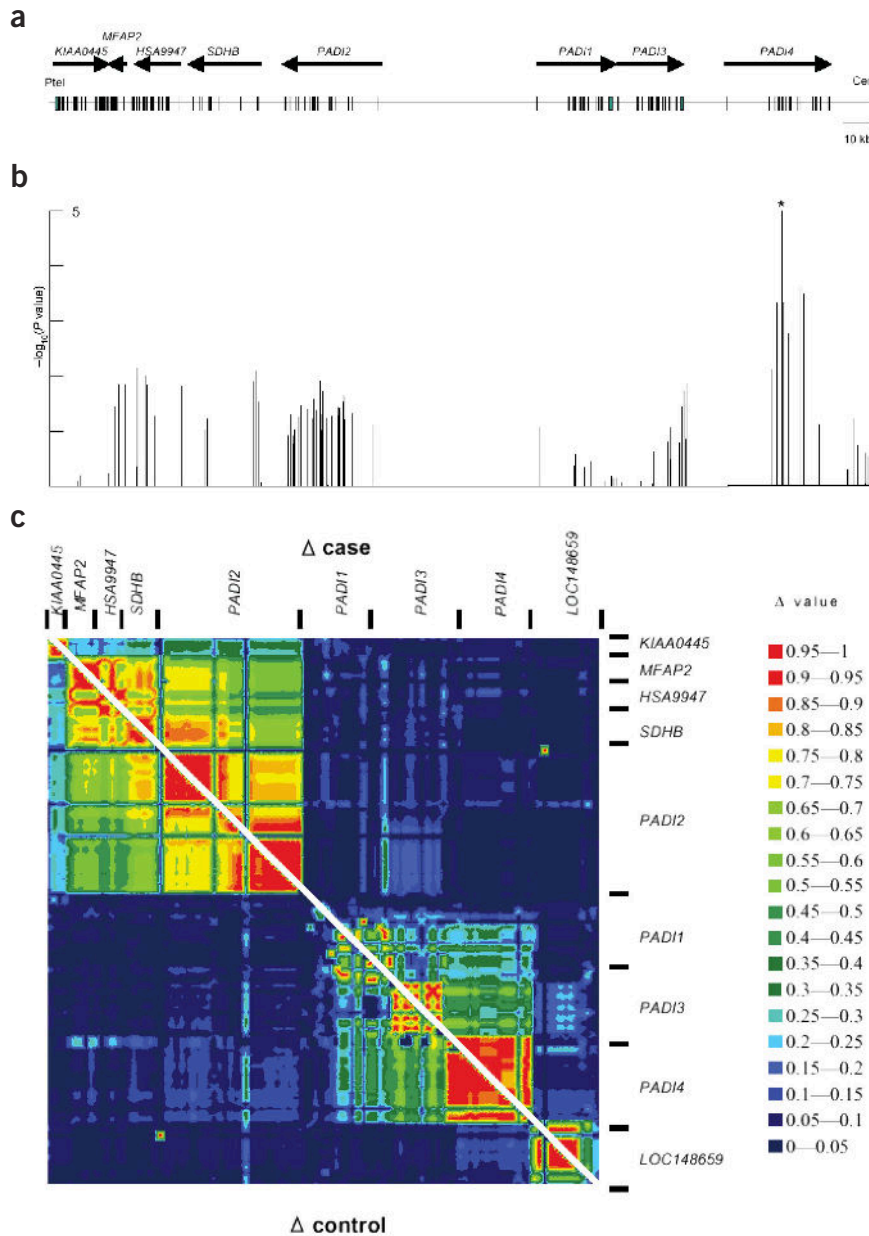 a
MFAP2
KIAA0445 HSA9947 SDHB PADI2 PADI1 PADI3 PADI4
Ptel Cen
10 kb
b
5
*
−log10(P value)
c
Δ case
KIAA0445
MFAP2
HSA9947
SDHB
PADI2
PADI1
PADI3
PADI4
LOC148659
Δ value
KIAA0445
MFAP2
HSA9947
SDHB
PADI2
PADI1
PADI3
PADI4
LOC148659
0.95—1
0.9—0.95
0.85—0.9
0.8—0.85
0.75—0.8
0.7—0.75
0.65—0.7
0.6—0.65
0.55—0.6
0.5—0.55
0.45—0.5
0.4—0.45
0.35—0.4
0.3—0.35
0.25—0.3
0.2—0.25
0.15—0.2
0.1—0.15
0.05—0.1
0—0.05
Δ control